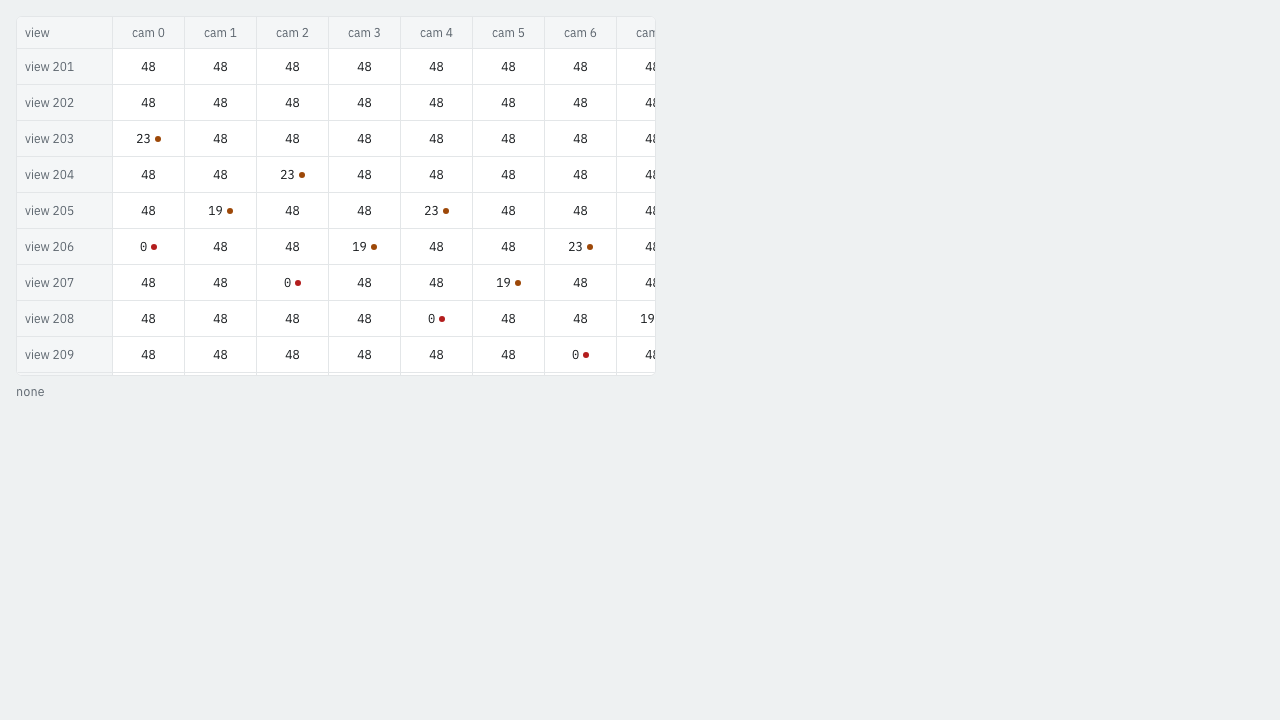 view cam 0 cam 1 cam 2 cam 3 cam 4 cam 5 cam 6 cam
view 201 48 48 48 48 48 48 48
view 202 48 48 48 48 48 48 48
view 203 23 48 48 48 48 48 48
view 204 48 48 23 48 48 48 48
view 205 48 19 48 48 23 48 48
view 206 0 48 48 19 48 48 23
view 207 48 48 0 48 48 19 48
view 208 48 48 48 48 0 48 48 19
view 209 48 48 48 48 48 48 0
none